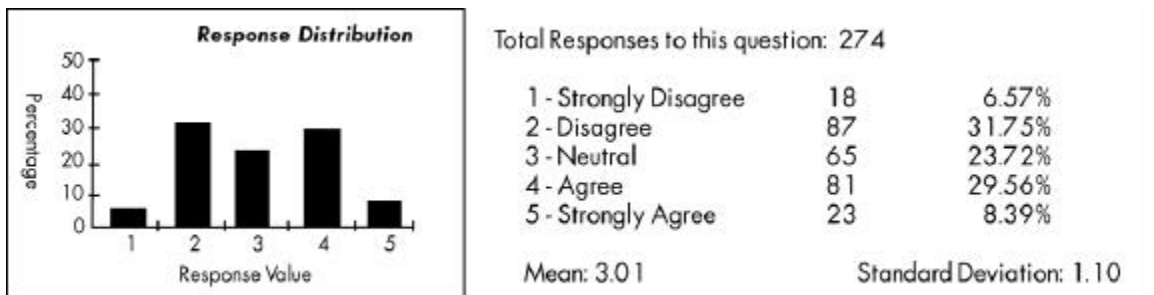 Response Distribution
50
40
30
20
10
0
Percentage
1 2 3 4 5
Response Value
Total Responses to this question: 274
1 - Strongly Disagree 18 6.57%
2 - Disagree 87 31.75%
3 - Neutral 65 23.72%
4 - Agree 81 29.56%
5 - Strongly Agree 23 8.39%
Mean: 3.01 Standard Deviation: 1.10